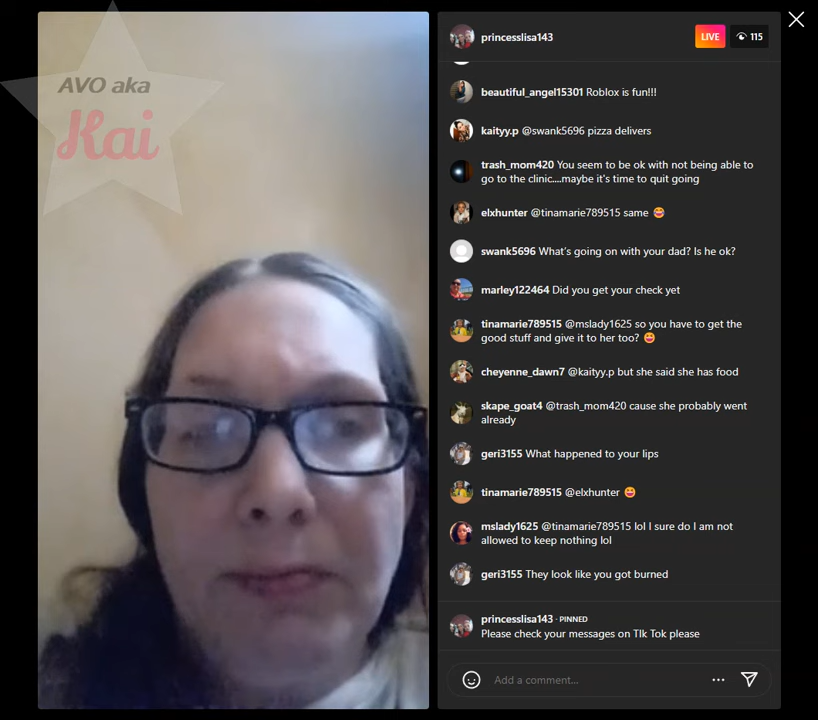 AVO aka
Kai
princesslisa143
LIVE
115
beautiful_angel15301 Roblox is fun!!!
kaityy.p @swank5696 pizza delivers
trash_mom420 You seem to be ok with not being able to
go to the clinic....maybe it's time to quit going
elxhunter @tinamarie789515 same 😅
swank5696 What's going on with your dad? Is he ok?
marley122464 Did you get your check yet
tinamarie789515 @mslady1625 so you have to get the
good stuff and give it to her too? 😝
cheyenne_dawn7 @kaityy.p but she said she has food
skape_goat4 @trash_mom420 cause she probably went
already
geri3155 What happened to your lips
tinamarie789515 @elxhunter 😝
mslady1625 @tinamarie789515 lol I sure do I am not
allowed to keep nothing lol
geri3155 They look like you got burned
princesslisa143 · PINNED
Please check your messages on TIk Tok please
Add a comment...